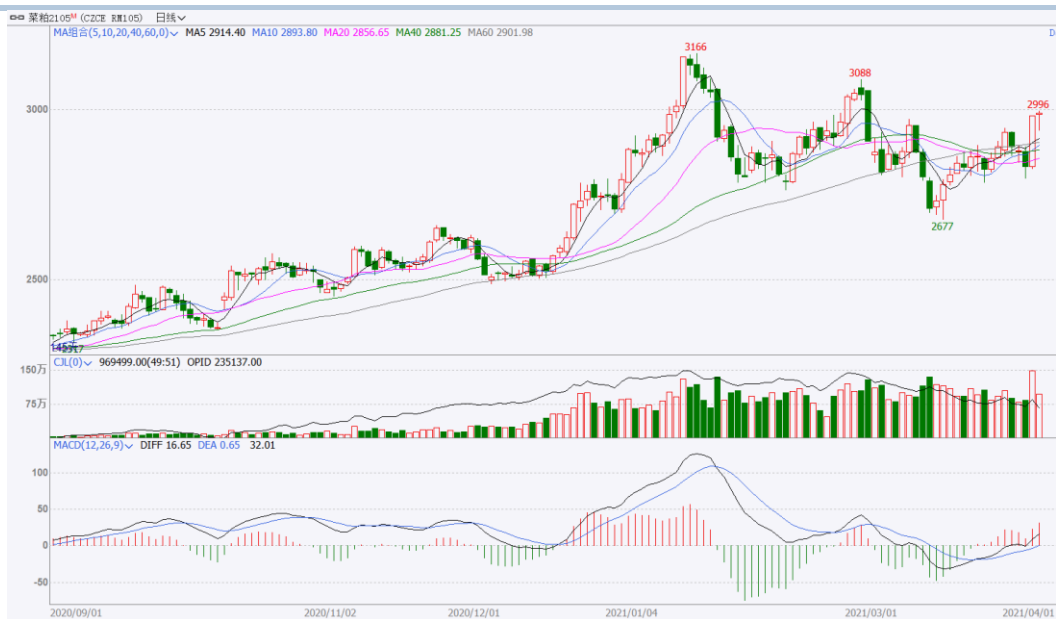 菜粕2105M (CZCE RM105) 日线
MA组合(5,10,20,40,60,0) MA5 2914.40 MA10 2893.80 MA20 2856.65 MA40 2881.25 MA60 2901.98
3166
3088
3000
2996
2677
2500
CJL(0) 969499.00(49:51) OPID 235137.00
150万
75万
MACD(12,26,9) DIFF 16.65 DEA 0.65 32.01
100
50
0
-50
2020/09/01 2020/11/02 2020/12/01 2021/01/04 2021/03/01 2021/04/01